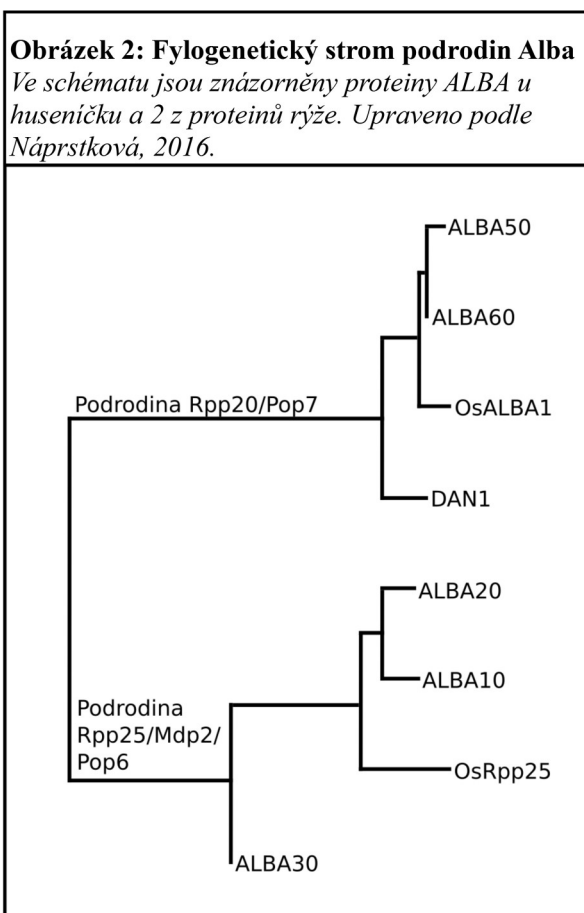 Obrázek 2: Fylogenetický strom podrodin Alba
Ve schématu jsou znázorněny proteiny ALBA u
huseníčku a 2 z proteinů rýže. Upraveno podle
Náprstková, 2016.
ALBA50
ALBA60
Podrodina Rpp20/Pop7
OsALBA1
DAN1
ALBA20
ALBA10
Podrodina
Rpp25/Mdp2/
Pop6
OsRpp25
ALBA30